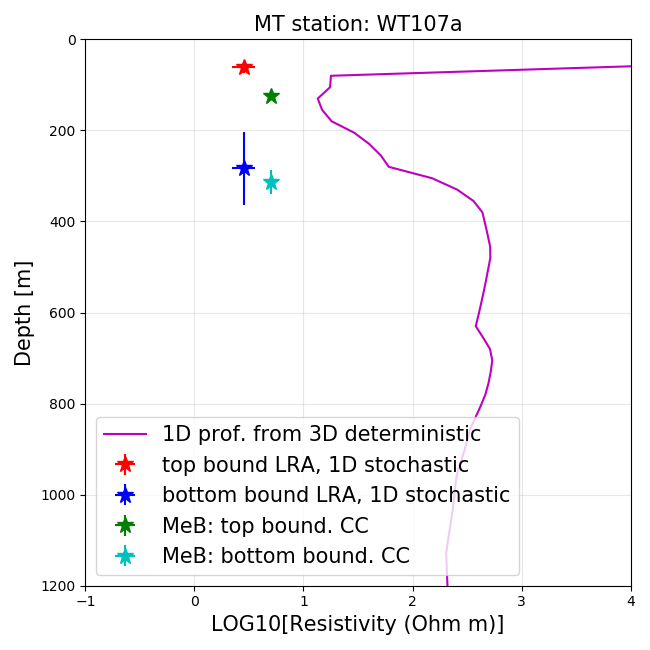 MT station: WT107a
0
200
400
600
800
1000
1200
Depth [m]
1D prof. from 3D deterministic
top bound LRA, 1D stochastic
bottom bound LRA, 1D stochastic
MeB: top bound. CC
MeB: bottom bound. CC
−1 0 1 2 3 4
LOG10[Resistivity (Ohm m)]